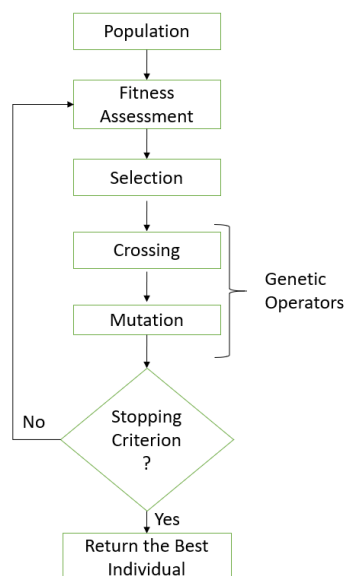 Population
Fitness
Assessment
Selection
Crossing
Genetic
Operators
Mutation
Stopping
Criterion
?
No
Yes
Return the Best
Individual